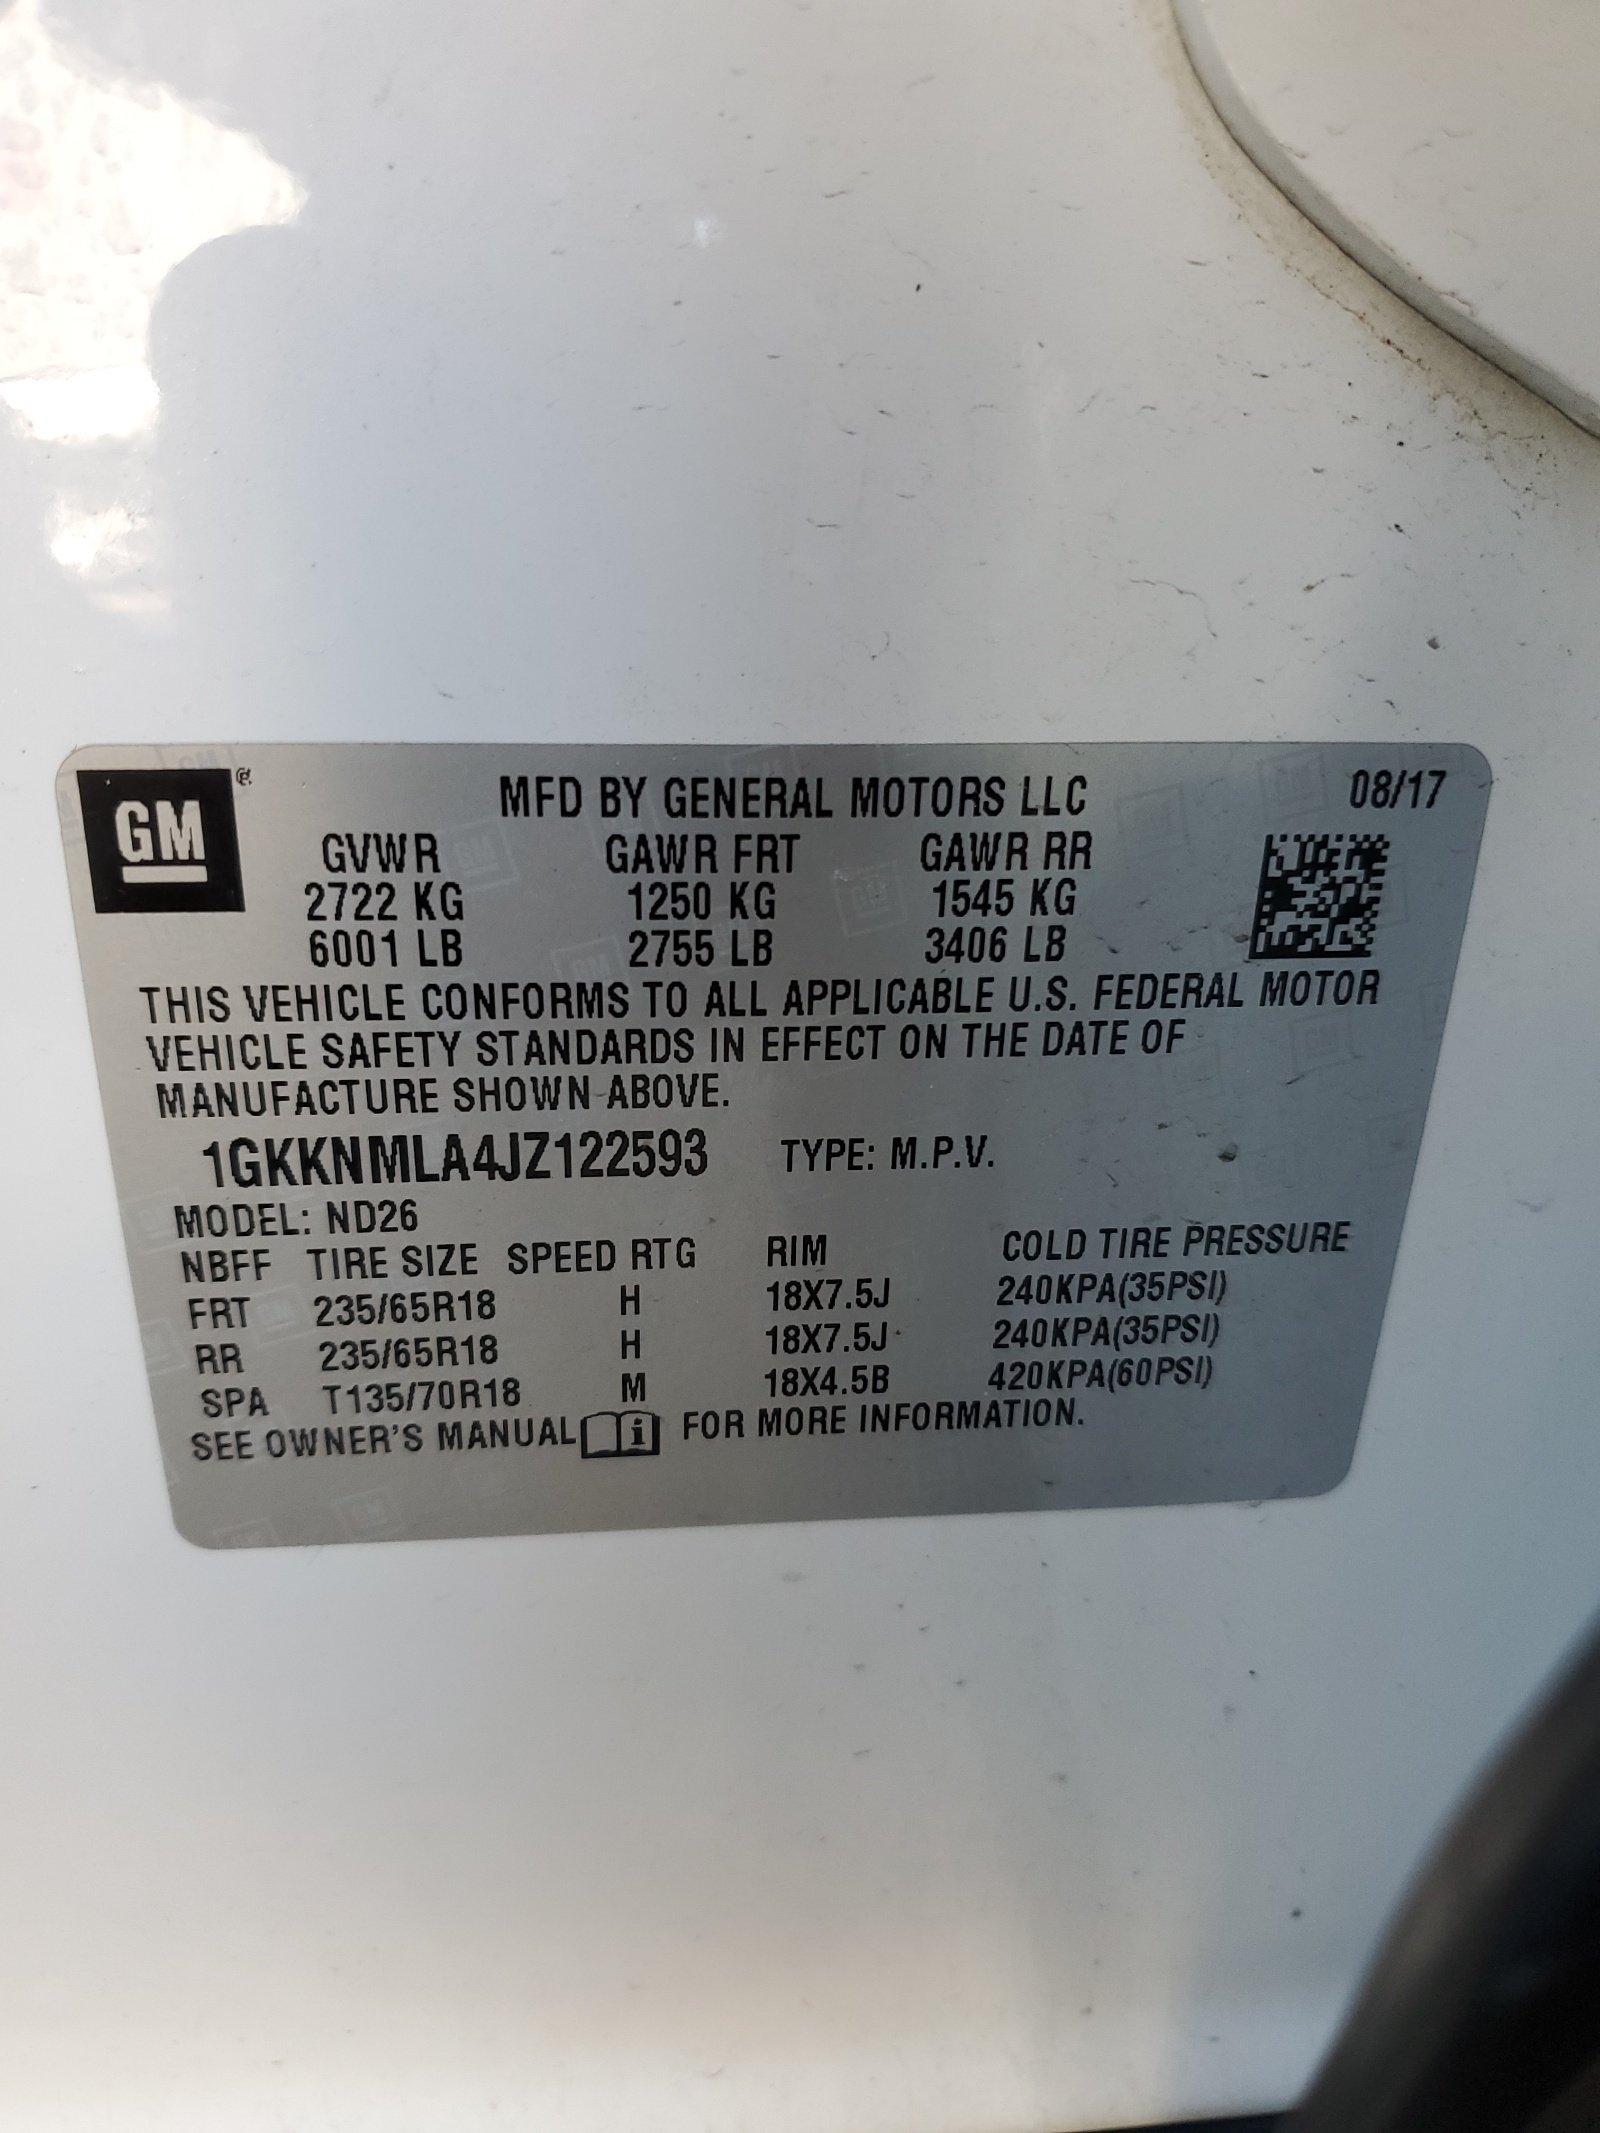 GM ®
MFD BY GENERAL MOTORS LLC 08/17
GVWR GAWR FRT GAWR RR
2722 KG 1250 KG 1545 KG
6001 LB 2755 LB 3406 LB
THIS VEHICLE CONFORMS TO ALL APPLICABLE U.S. FEDERAL MOTOR
VEHICLE SAFETY STANDARDS IN EFFECT ON THE DATE OF
MANUFACTURE SHOWN ABOVE.
1GKKNMLA4JZ122593 TYPE: M.P.V.
MODEL: ND26
NBFF TIRE SIZE SPEED RTG RIM COLD TIRE PRESSURE
FRT 235/65R18 H 18X7.5J 240KPA(35PSI)
RR 235/65R18 H 18X7.5J 240KPA(35PSI)
SPA T135/70R18 M 18X4.5B 420KPA(60PSI)
SEE OWNER'S MANUAL i FOR MORE INFORMATION.